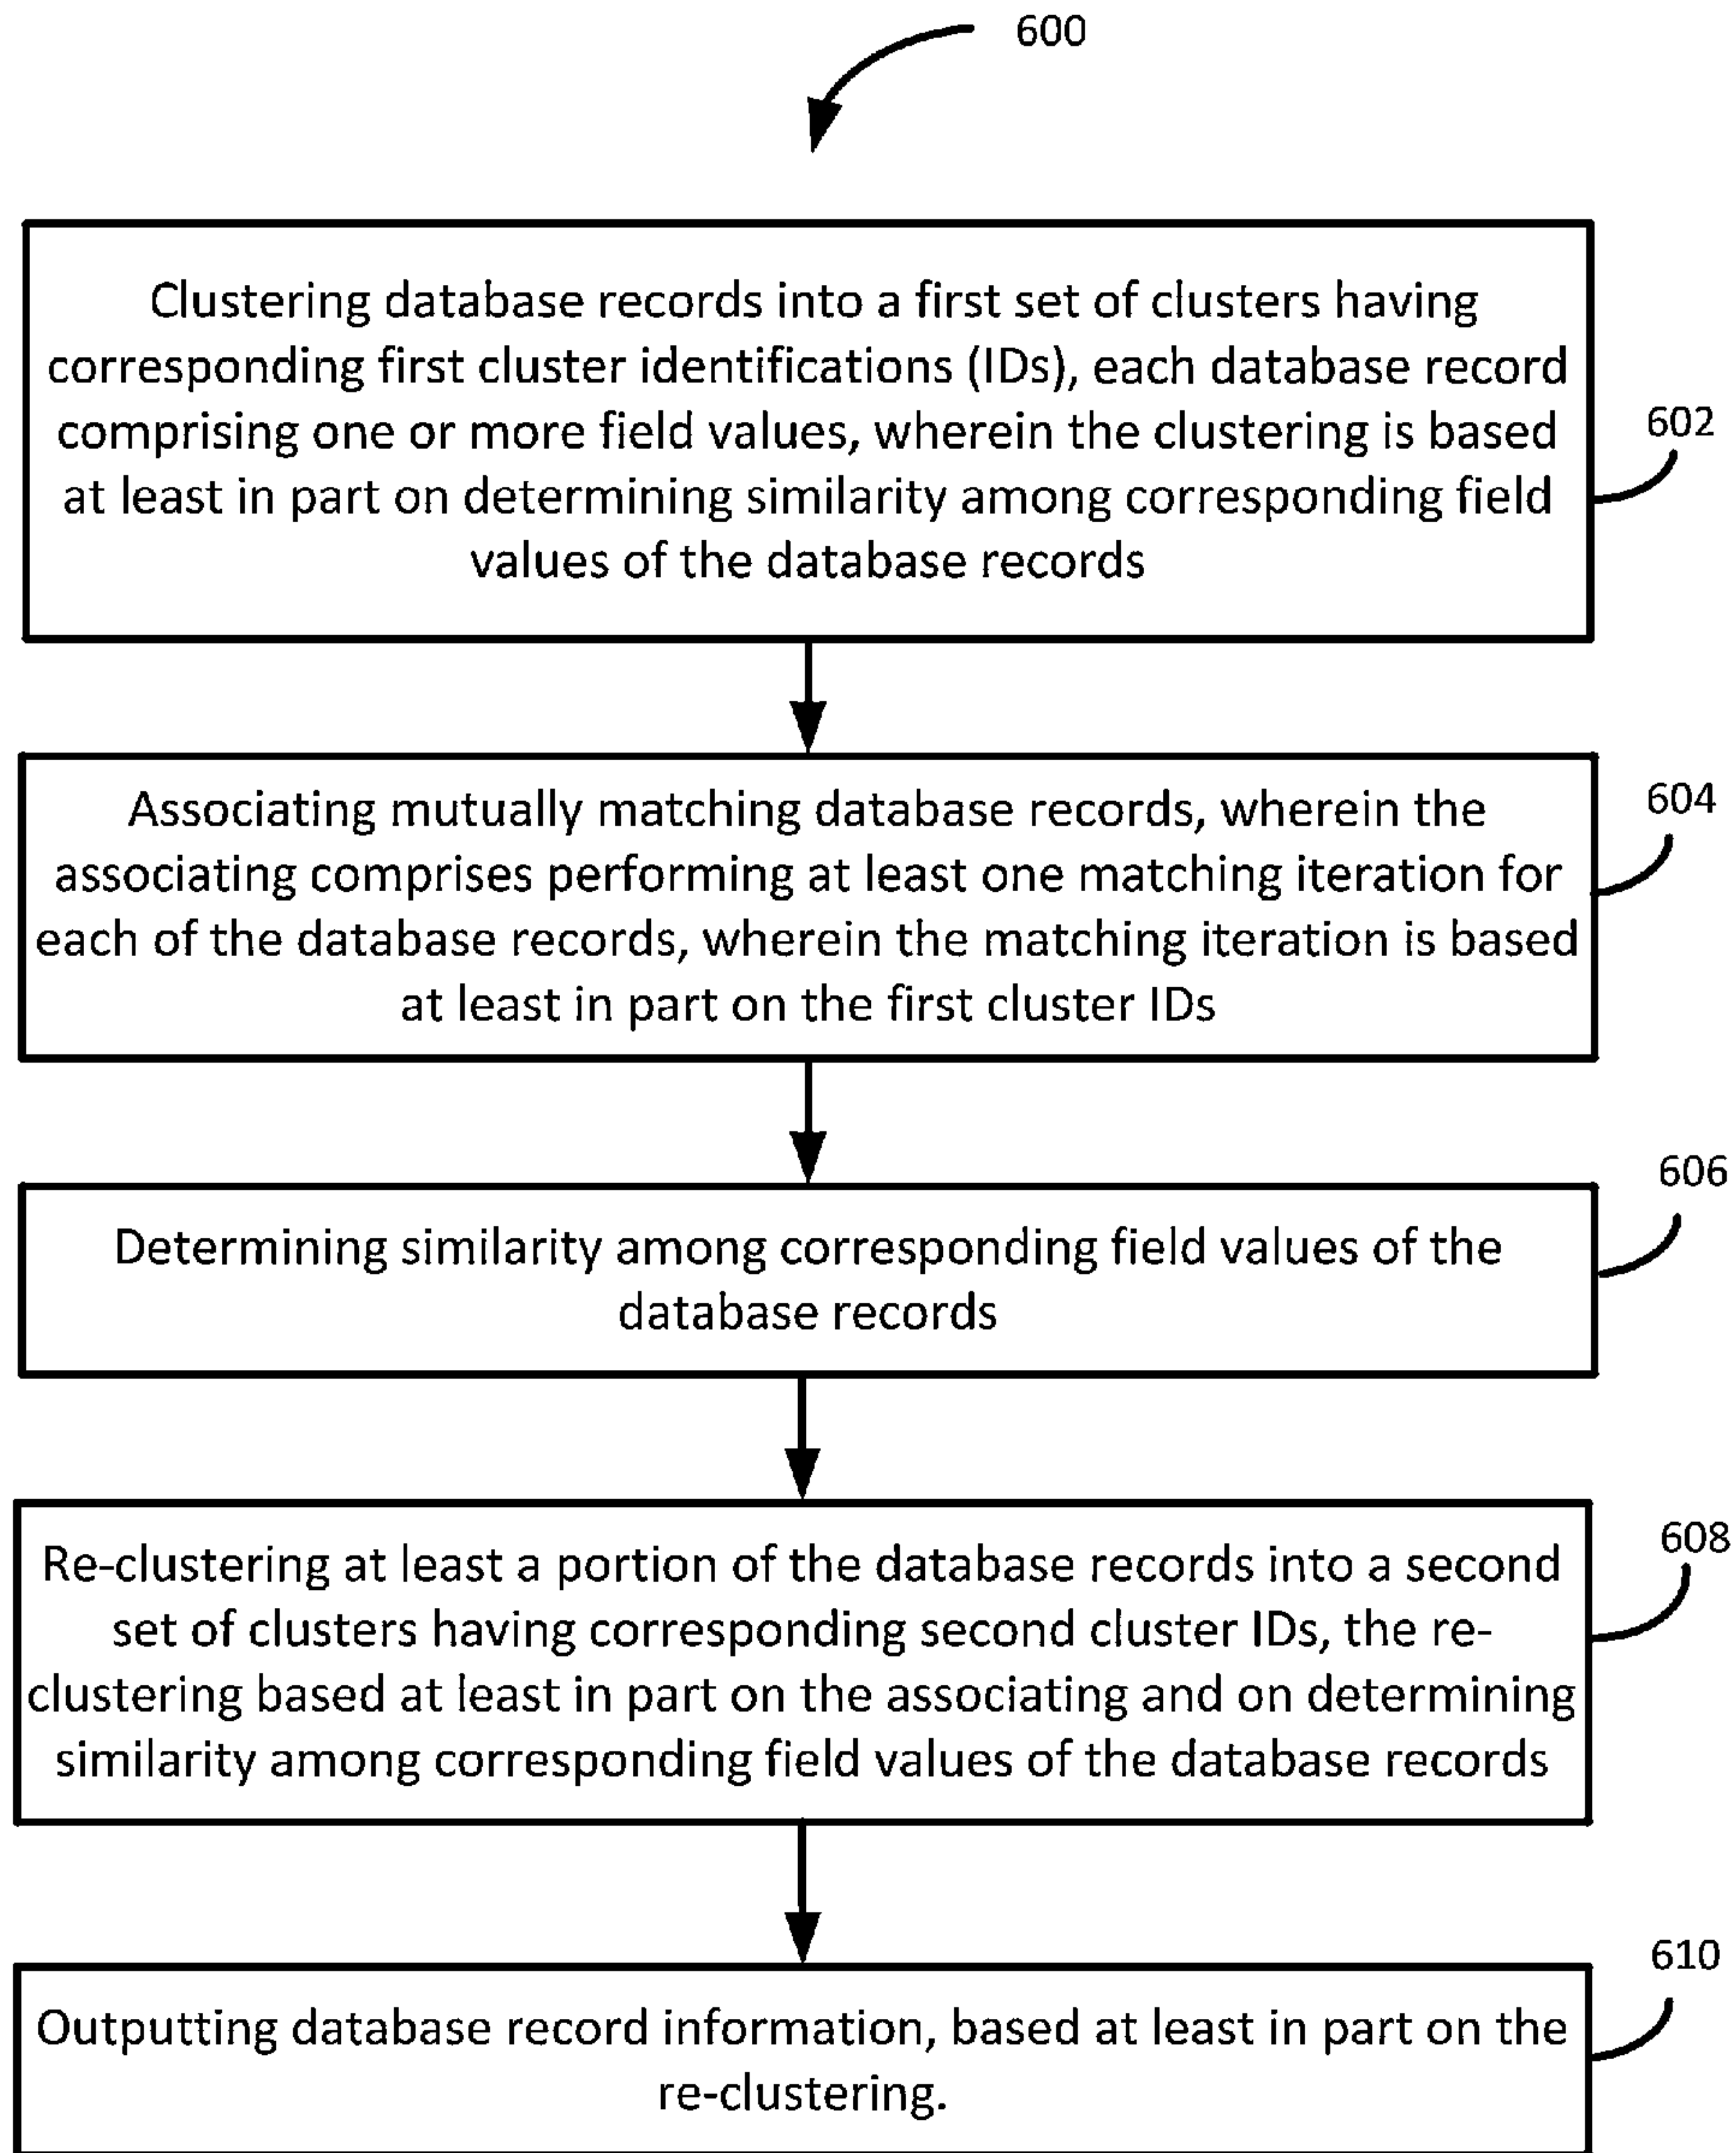 600
Clustering database records into a first set of clusters having
corresponding first cluster identifications (IDs), each database record
comprising one or more field values, wherein the clustering is based
at least in part on determining similarity among corresponding field
values of the database records
602
Associating mutually matching database records, wherein the
associating comprises performing at least one matching iteration for
each of the database records, wherein the matching iteration is based
at least in part on the first cluster IDs
604
Determining similarity among corresponding field values of the
database records
606
Re-clustering at least a portion of the database records into a second
set of clusters having corresponding second cluster IDs, the re-
clustering based at least in part on the associating and on determining
similarity among corresponding field values of the database records
608
Outputting database record information, based at least in part on the
re-clustering.
610